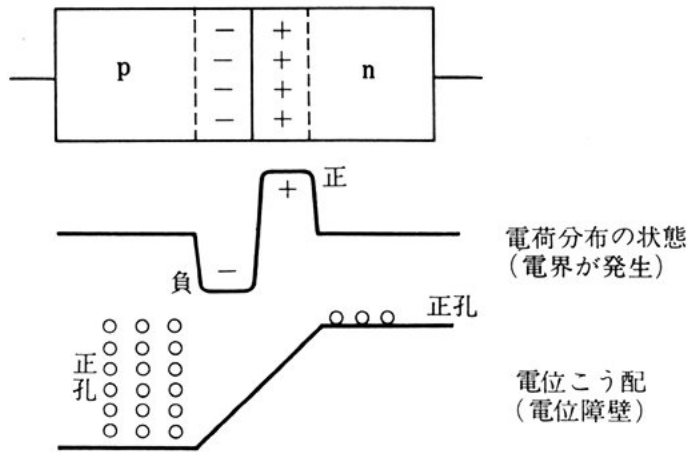 p
n
− +
− +
− +
− +
正
+
負
−
電荷分布の状態
(電界が発生)
正孔
正孔
電位こう配
(電位障壁)